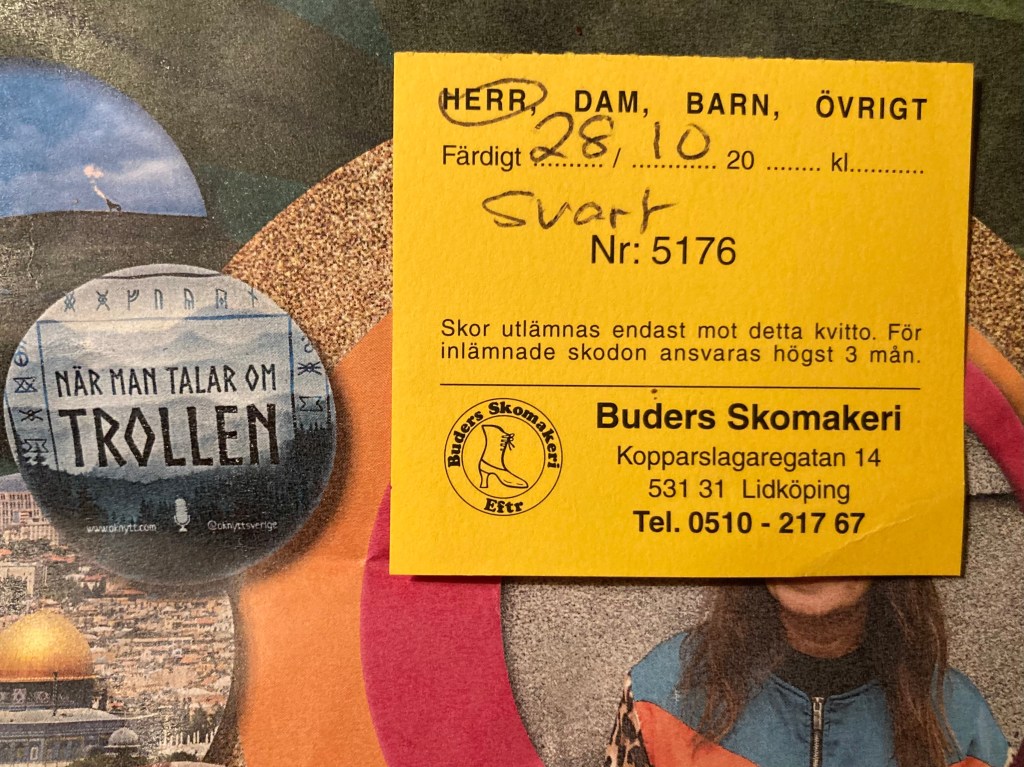 HERR, DAM, BARN, ÖVRIGT
Färdigt 28 / 10 20 ........ kl...........
Svart
Nr: 5176
Skor utlämnas endast mot detta kvitto. För
inlämnade skodon ansvaras högst 3 mån.
Buders Skomakeri
Eftr
Buders Skomakeri
Kopparslagaregatan 14
531 31 Lidköping
Tel. 0510 - 217 67
NÄR MAN TALAR OM
TROLLEN
www.oknytt.com
@oknyttsverige